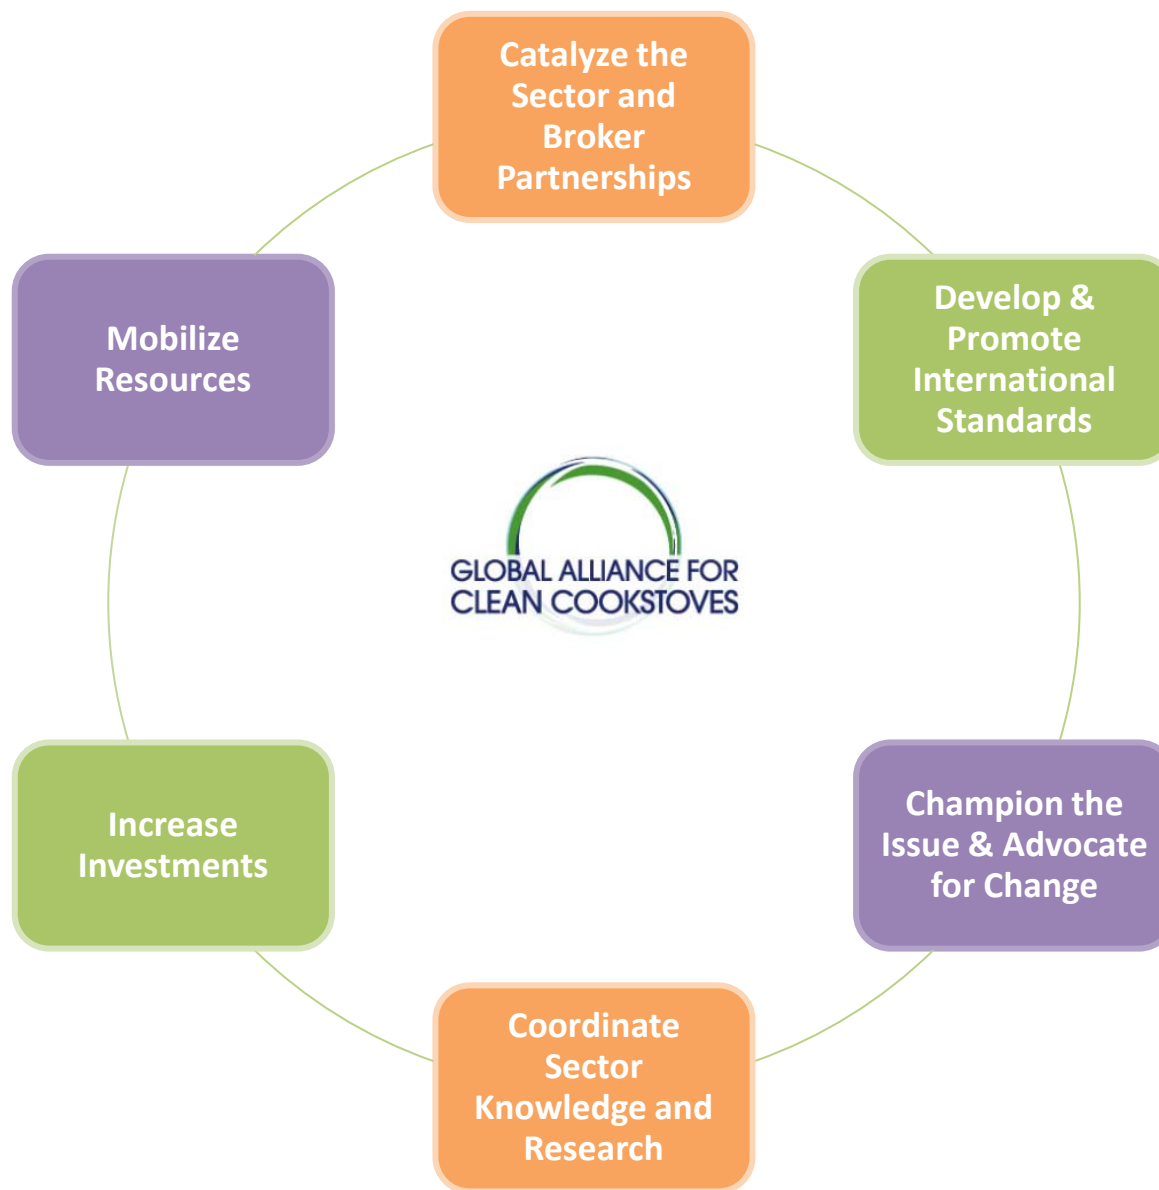 Catalyze the
Sector and
Broker
Partnerships
Develop &
Promote
International
Standards
Mobilize
Resources
GLOBAL ALLIANCE FOR
CLEAN COOKSTOVES
Champion the
Issue & Advocate
for Change
Increase
Investments
Coordinate
Sector
Knowledge and
Research